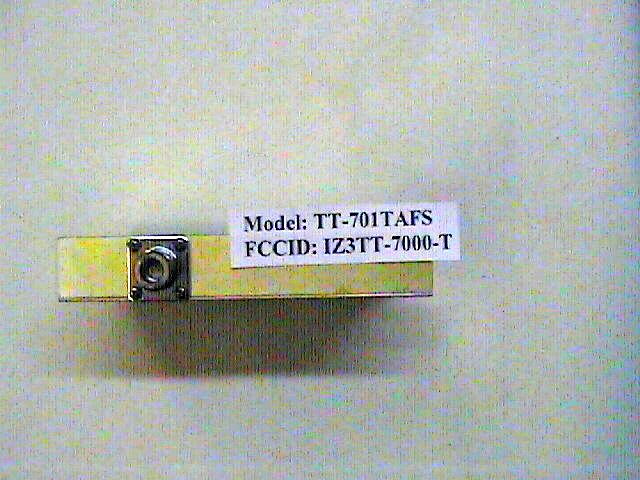 Model: TT-701TAFS
FCCID: IZ3TT-7000-T